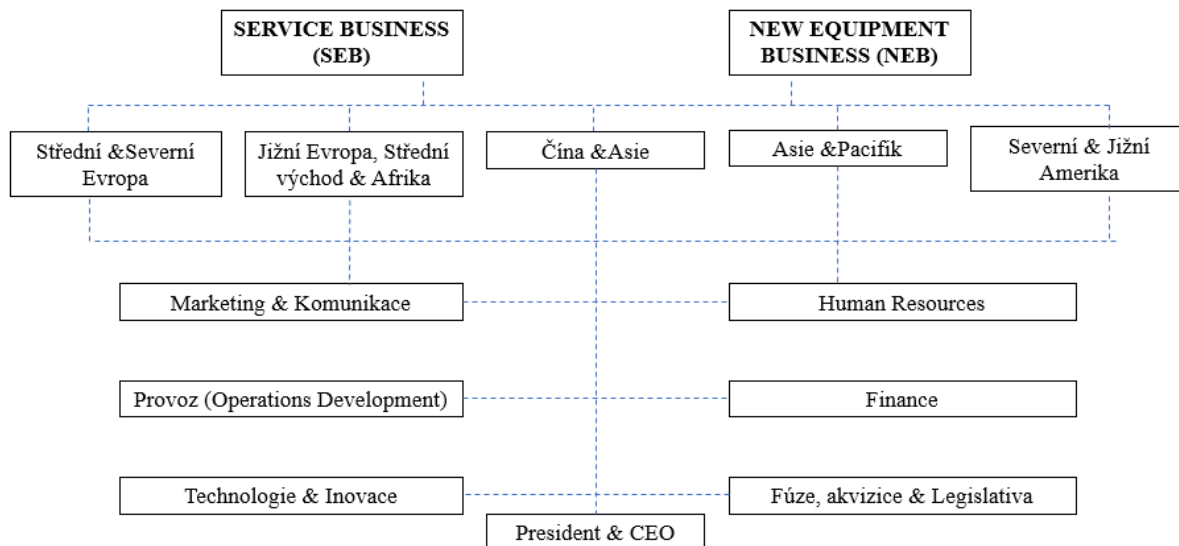 SERVICE BUSINESS
(SEB)
NEW EQUIPMENT
BUSINESS (NEB)
Střední &Severní
Evropa
Jižní Evropa, Střední
východ & Afrika
Čína &Asie
Asie &Pacifik
Severní & Jižní
Amerika
Marketing & Komunikace
Human Resources
Provoz (Operations Development)
Finance
Technologie & Inovace
Fúze, akvizice & Legislativa
President & CEO